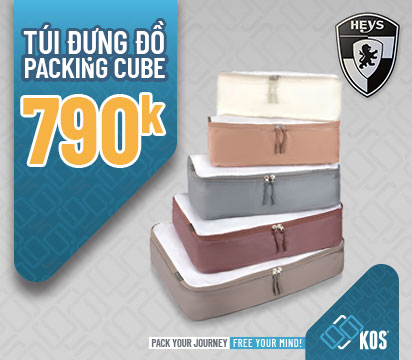 TÚI ĐỰNG ĐỒ
PACKING CUBE
790k
HEYS
PACK YOUR JOURNEY FREE YOUR MIND!
KOS®